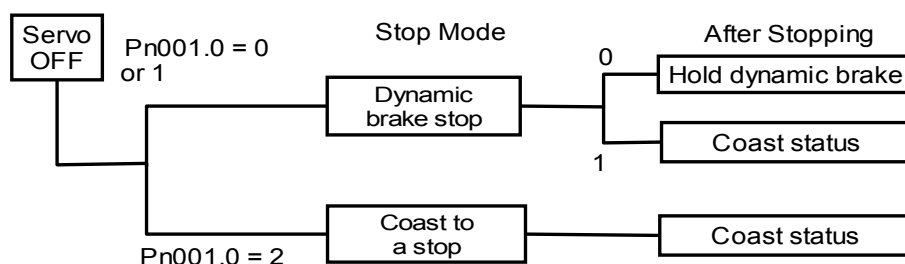 Servo
OFF
Pn001.0 = 0
or 1
Stop Mode
After Stopping
Dynamic
brake stop
0
Hold dynamic brake
1
Coast status
Pn001.0 = 2
Coast to
a stop
Coast status